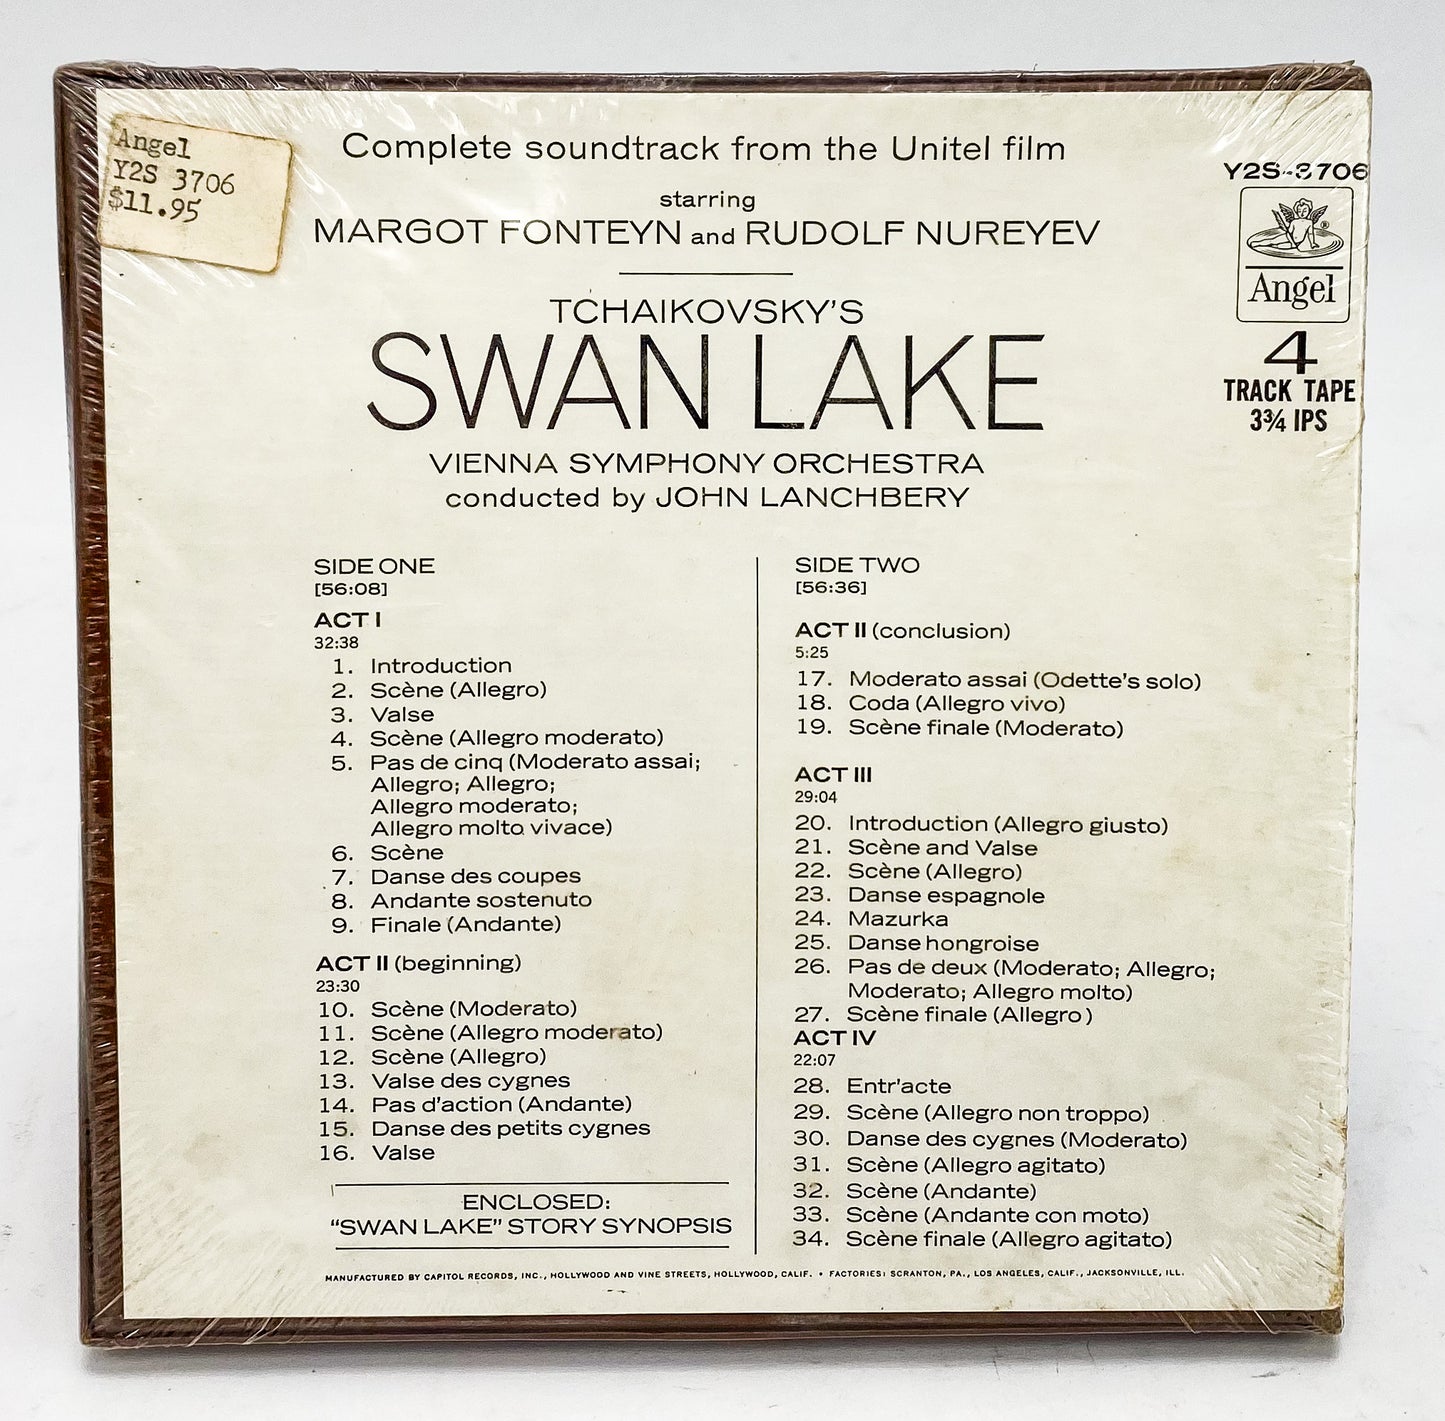 Angel
Y2S 3706
$11.95
Complete soundtrack from the Unitel film
starring
MARGOT FONTEYN and RUDOLF NUREYEV
TCHAIKOVSKY'S
SWAN LAKE
VIENNA SYMPHONY ORCHESTRA
conducted by JOHN LANCHBERY
Y2S-3706
®
Angel
4
TRACK TAPE
3¾ IPS
SIDE ONE
[56:08]
ACT I
32:38
1. Introduction
2. Scène (Allegro)
3. Valse
4. Scène (Allegro moderato)
5. Pas de cinq (Moderato assai;
Allegro; Allegro;
Allegro moderato;
Allegro molto vivace)
6. Scène
7. Danse des coupes
8. Andante sostenuto
9. Finale (Andante)
ACT II (beginning)
23:30
10. Scène (Moderato)
11. Scène (Allegro moderato)
12. Scène (Allegro)
13. Valse des cygnes
14. Pas d'action (Andante)
15. Danse des petits cygnes
16. Valse
ENCLOSED:
"SWAN LAKE" STORY SYNOPSIS
SIDE TWO
[56:36]
ACT II (conclusion)
5:25
17. Moderato assai (Odette's solo)
18. Coda (Allegro vivo)
19. Scène finale (Moderato)
ACT III
29:04
20. Introduction (Allegro giusto)
21. Scène and Valse
22. Scène (Allegro)
23. Danse espagnole
24. Mazurka
25. Danse hongroise
26. Pas de deux (Moderato; Allegro;
Moderato; Allegro molto)
27. Scène finale (Allegro)
ACT IV
22:07
28. Entr'acte
29. Scène (Allegro non troppo)
30. Danse des cygnes (Moderato)
31. Scène (Allegro agitato)
32. Scène (Andante)
33. Scène (Andante con moto)
34. Scène finale (Allegro agitato)
MANUFACTURED BY CAPITOL RECORDS, INC., HOLLYWOOD AND VINE STREETS, HOLLYWOOD, CALIF. • FACTORIES: SCRANTON, PA., LOS ANGELES, CALIF., JACKSONVILLE, ILL.